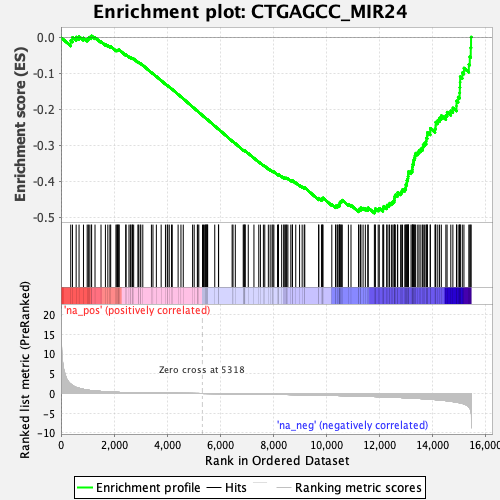 Enrichment plot: CTGAGCC_MIR24
Enrichment score (ES)
0.0
-0.1
-0.2
-0.3
-0.4
-0.5
'na_pos' (positively correlated)
Ranked list metric (PreRanked)
20
15
10
5
0
-5
-10
Zero cross at 5318
'na_neg' (negatively correlated)
0
2,000
4,000
6,000
8,000
10,000
12,000
14,000
16,000
Rank in Ordered Dataset
Enrichment profile
Hits
Ranking metric scores